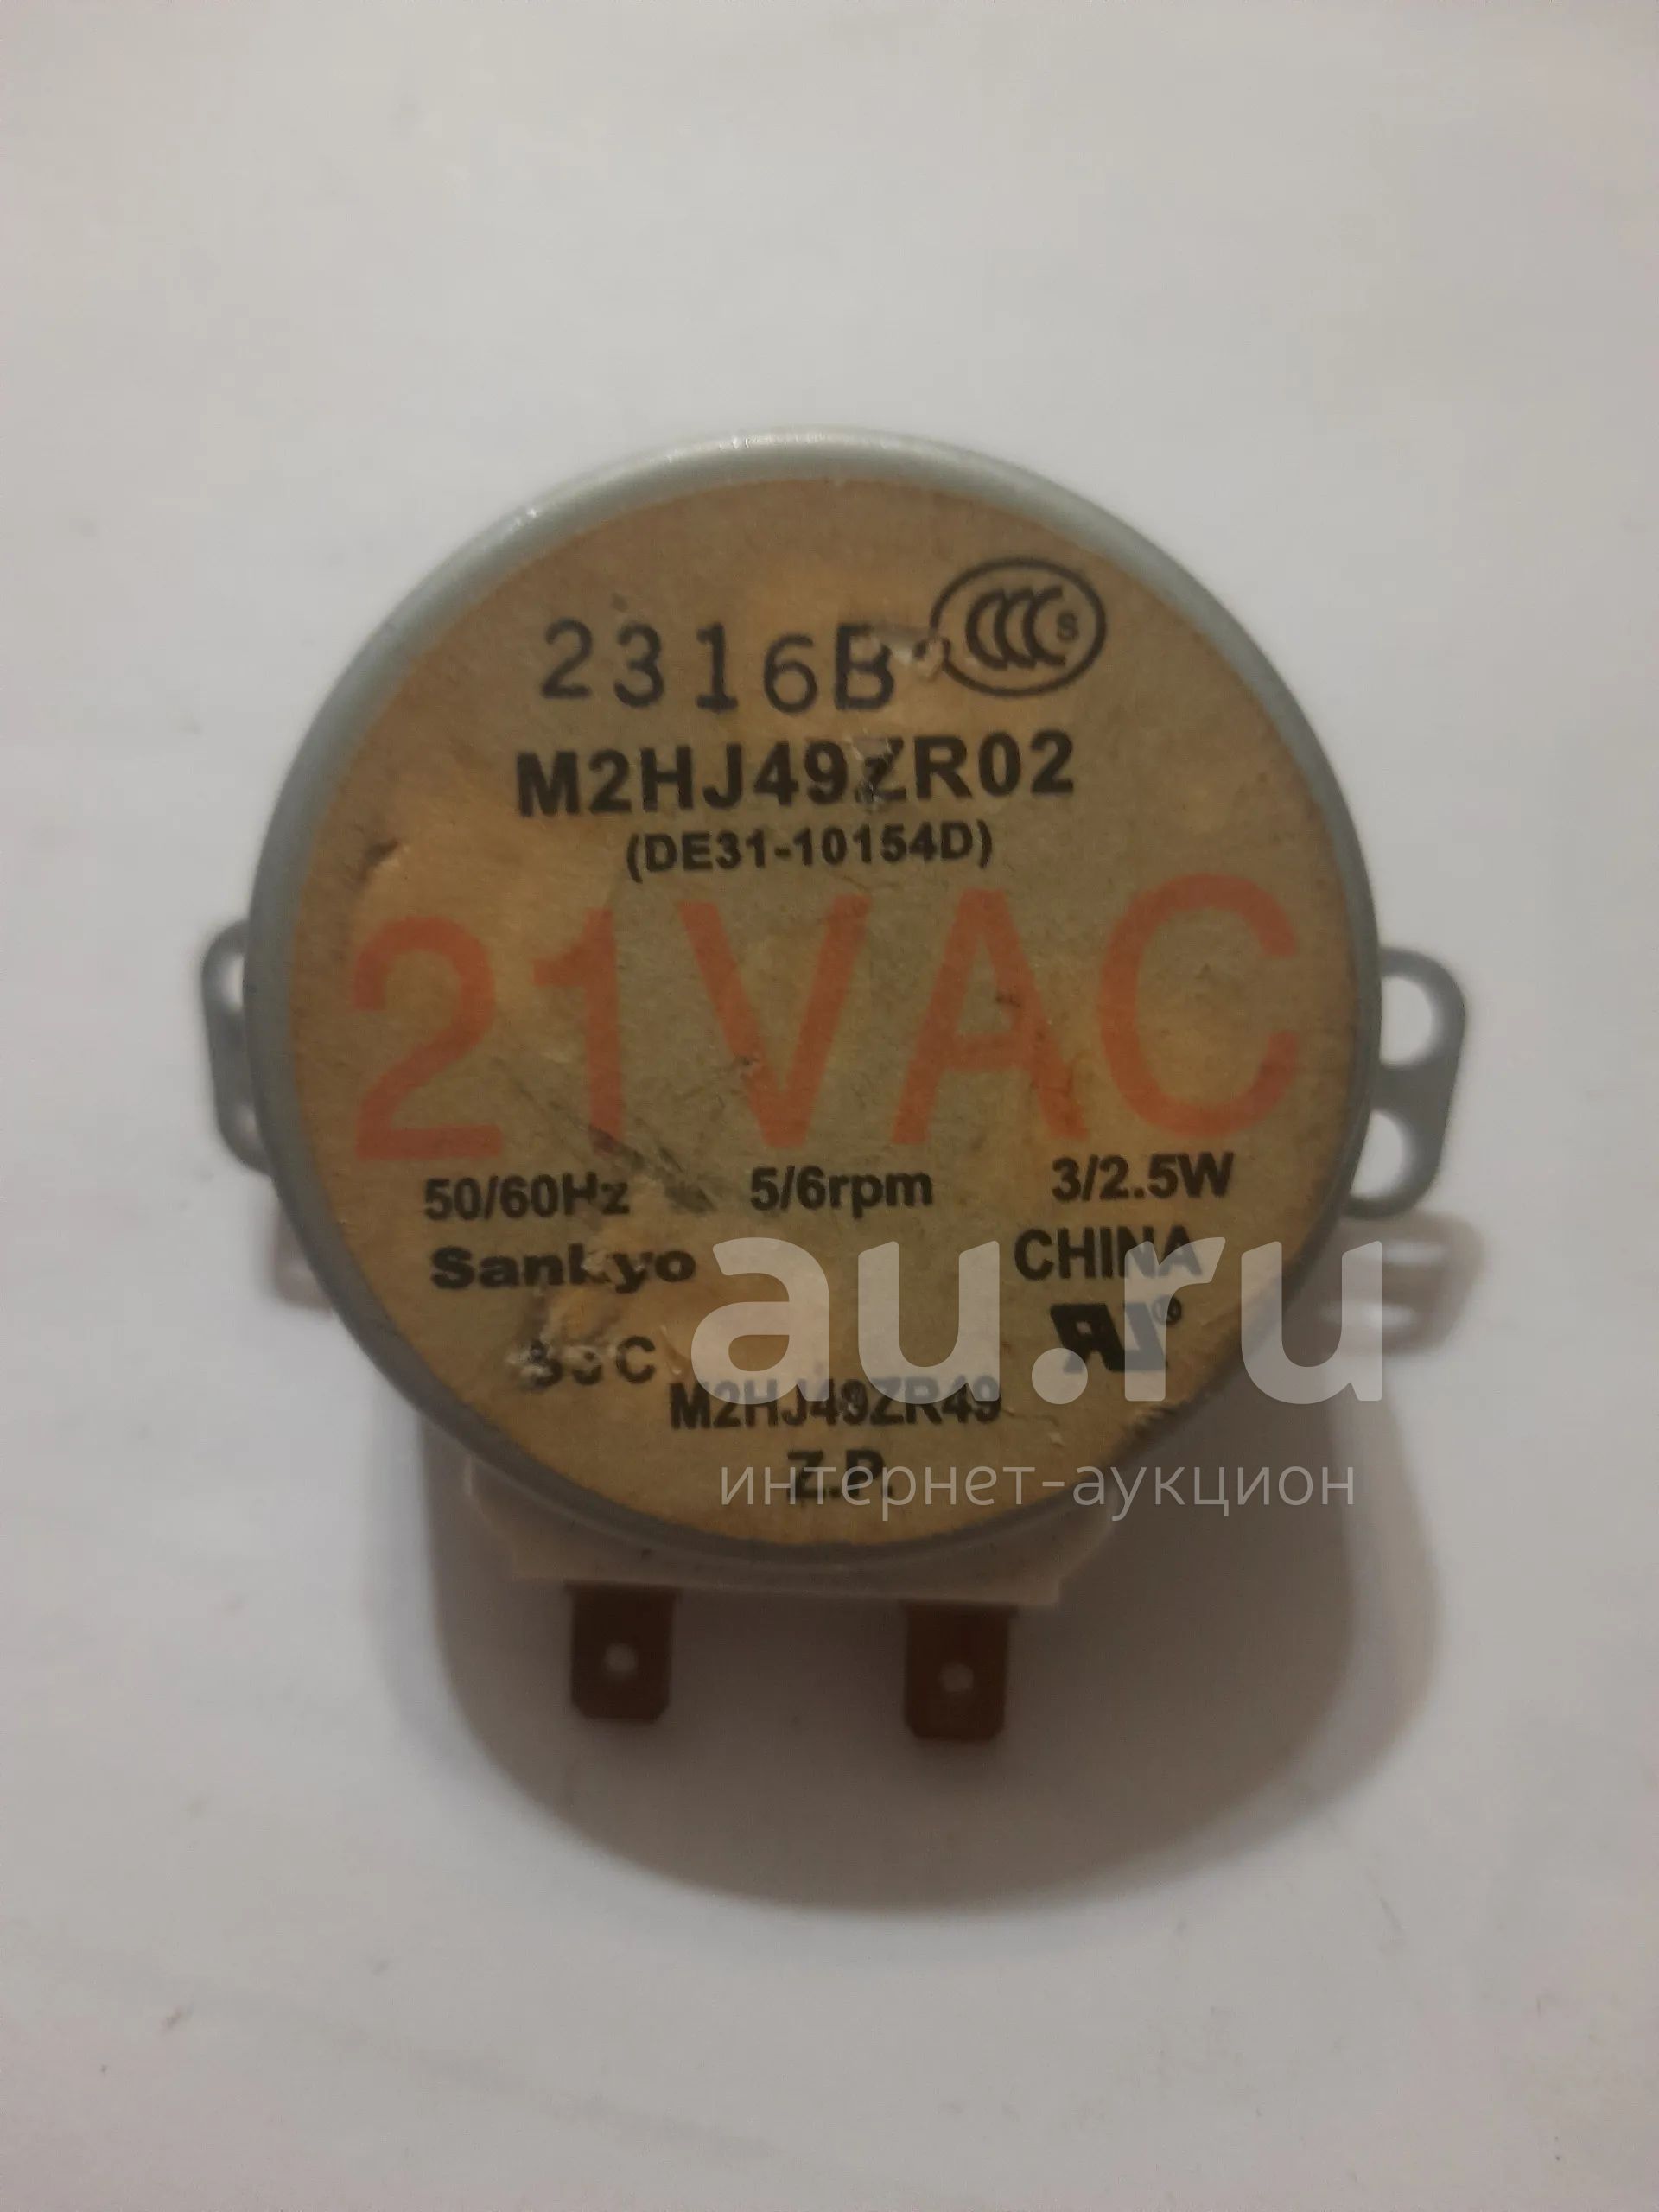 2316B
CCC S
M2HJ49ZR02
(DE31-10154D)
21VAC
50/60Hz 5/6rpm 3/2.5W
Sankyo CHINA
M2HJ49ZR49
Z.P.
au.ru
интернет-аукцион